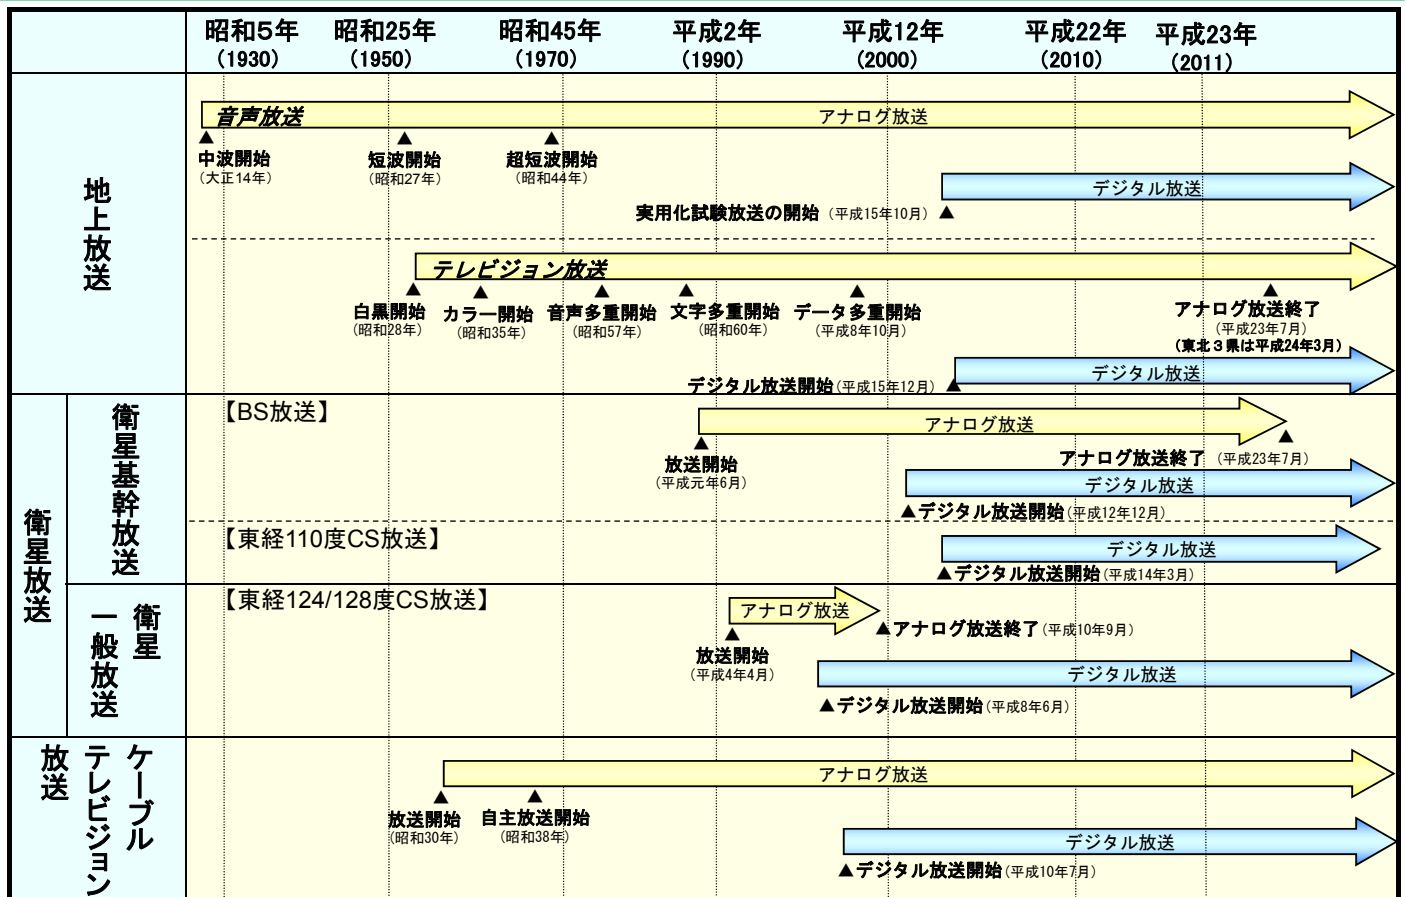 昭和5年 昭和25年 昭和45年 平成2年 平成12年 平成22年 平成23年
(1930) (1950) (1970) (1990) (2000) (2010) (2011)
地上放送
音声放送 アナログ放送
▲ ▲ ▲
中波開始 短波開始 超短波開始
(大正14年) (昭和27年) (昭和44年)
デジタル放送
実用化試験放送の開始 (平成15年10月) ▲
テレビジョン放送
▲ ▲ ▲ ▲ ▲ ▲
白黒開始 カラー開始 音声多重開始 文字多重開始 データ多重開始 アナログ放送終了
(昭和28年) (昭和35年) (昭和57年) (昭和60年) (平成8年10月) (平成23年7月)
(東北3県は平成24年3月)
デジタル放送
デジタル放送開始(平成15年12月) ▲
衛星放送
衛星基幹放送
【BS放送】
アナログ放送
▲ ▲
放送開始 アナログ放送終了 (平成23年7月)
(平成元年6月)
デジタル放送
▲デジタル放送開始(平成12年12月)
【東経110度CS放送】
デジタル放送
▲デジタル放送開始(平成14年3月)
衛星
一般放送
【東経124/128度CS放送】
アナログ放送
▲ ▲アナログ放送終了(平成10年9月)
放送開始
(平成4年4月)
デジタル放送
▲デジタル放送開始(平成8年6月)
ケーブル
テレビジョン
放送
アナログ放送
▲ ▲
放送開始 自主放送開始
(昭和30年) (昭和38年)
デジタル放送
▲デジタル放送開始(平成10年7月)